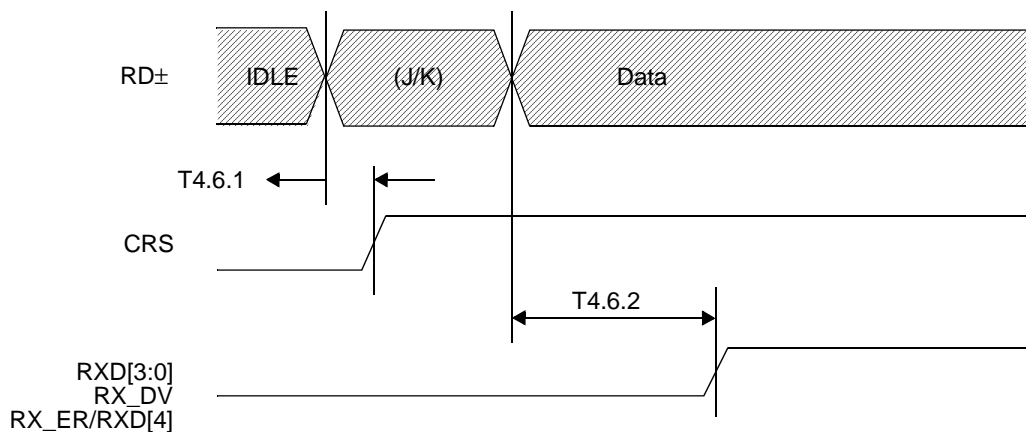 RD±
IDLE
(J/K)
Data
T4.6.1
CRS
T4.6.2
RXD[3:0]
RX_DV
RX_ER/RXD[4]